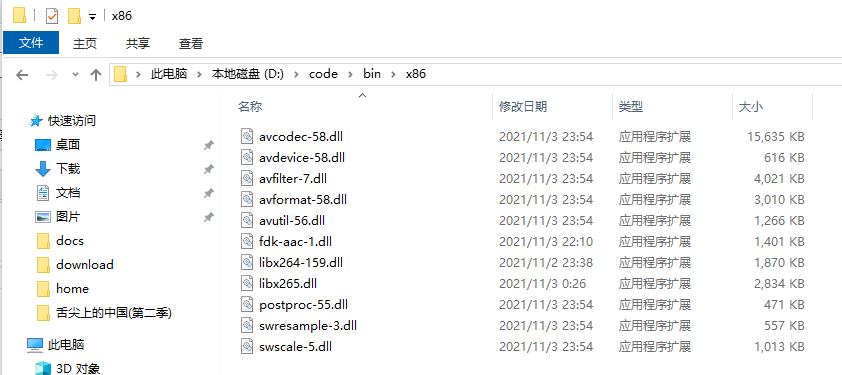 x86
文件 主页 共享 查看
此电脑 本地磁盘 (D:) code bin x86
名称 修改日期 类型 大小
快速访问
桌面
下载
文档
图片
docs
download
home
舌尖上的中国(第二季)
此电脑
3D 对象
avcodec-58.dll 2021/11/3 23:54 应用程序扩展 15,635 KB
avdevice-58.dll 2021/11/3 23:54 应用程序扩展 616 KB
avfilter-7.dll 2021/11/3 23:54 应用程序扩展 4,021 KB
avformat-58.dll 2021/11/3 23:54 应用程序扩展 3,010 KB
avutil-56.dll 2021/11/3 23:54 应用程序扩展 1,266 KB
fdk-aac-1.dll 2021/11/3 22:10 应用程序扩展 1,401 KB
libx264-159.dll 2021/11/2 23:38 应用程序扩展 1,870 KB
libx265.dll 2021/11/3 0:26 应用程序扩展 2,834 KB
postproc-55.dll 2021/11/3 23:54 应用程序扩展 471 KB
swresample-3.dll 2021/11/3 23:54 应用程序扩展 557 KB
swscale-5.dll 2021/11/3 23:54 应用程序扩展 1,013 KB